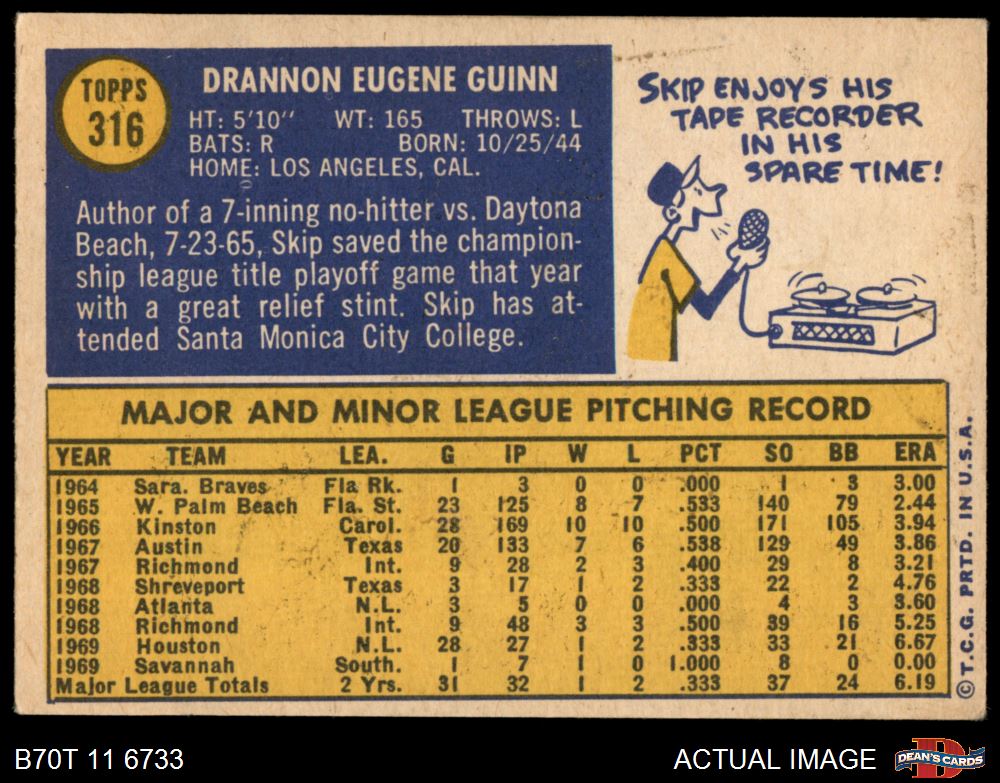 TOPPS
316
DRANNON EUGENE GUINN
HT: 5'10" WT: 165 THROWS: L
BATS: R BORN: 10/25/44
HOME: LOS ANGELES, CAL.
Author of a 7-inning no-hitter vs. Daytona
Beach, 7-23-65, Skip saved the champion-
ship league title playoff game that year
with a great relief stint. Skip has at-
tended Santa Monica City College.
SKIP ENJOYS HIS
TAPE RECORDER
IN HIS
SPARE TIME!
MAJOR AND MINOR LEAGUE PITCHING RECORD
YEAR TEAM LEA. G IP W L PCT SO BB ERA
1964 Sara. Braves Fla Rk. 1 3 0 0 .000 1 3 3.00
1965 W. Palm Beach Fla. St. 23 125 8 7 .533 140 79 2.44
1966 Kinston Carol. 28 169 10 10 .500 171 105 3.94
1967 Austin Texas 20 133 7 6 .538 129 49 3.86
1967 Richmond Int. 9 28 2 3 .400 29 8 3.21
1968 Shreveport Texas 3 17 1 2 .333 22 2 4.76
1968 Atlanta N.L. 3 5 0 0 .000 4 3 3.60
1968 Richmond Int. 9 48 3 3 .500 39 16 5.25
1969 Houston N.L. 28 27 1 2 .333 33 21 6.67
1969 Savannah South. 1 7 1 0 1.000 8 0 0.00
Major League Totals 2 Yrs. 31 32 1 2 .333 37 24 6.19
© T.C.G. PRTD. IN U.S.A.
B70T 11 6733
ACTUAL IMAGE
D
DEAN'S CARDS